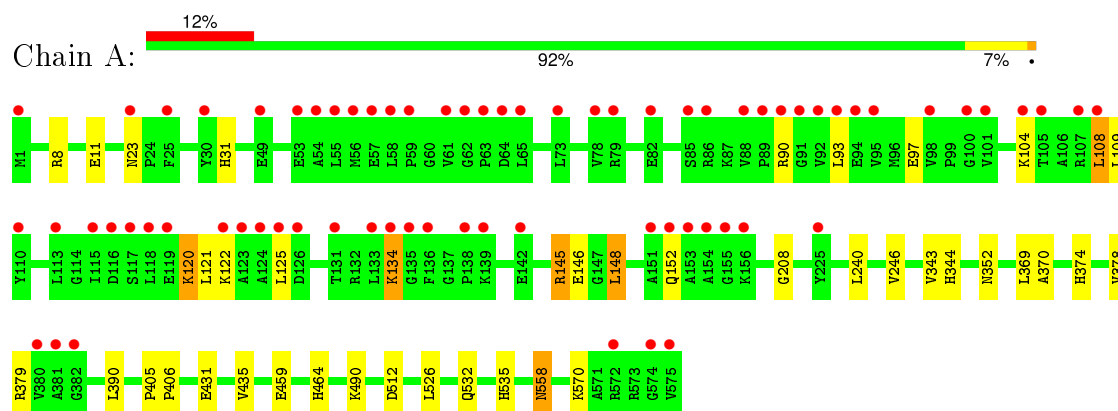 12%
Chain A:
92%
7%
•
M1 R8 E11 N23 P24 F25 Y30 H31 E49 E53 A54 L55 M56 E57 L58 P59 G60 V61 G62 P63 D64 L65 L73 V78 R79 E82 S85 R86 K87 V88 P89 R90 G91 V92 L93 E94 V95 M96 E97 V98 P99 G100 V101 K104 T105 A106 R107 L108 L109
Y110 L113 G114 I115 D116 S117 L118 E119 K120 L121 K122 A123 A124 L125 D126 T131 R132 L133 K134 G135 F136 G137 P138 K139 E142 R145 E146 G147 L148 A151 Q152 A153 A154 G155 K156 G208 Y225 L240 V246 V343 H344 N352 L369 A370 H374 V378
R379 V380 A381 G382 L390 P405 P406 E431 V435 E459 H464 K490 D512 L526 Q532 H535 N558 K570 A571 R572 R573 G574 V575